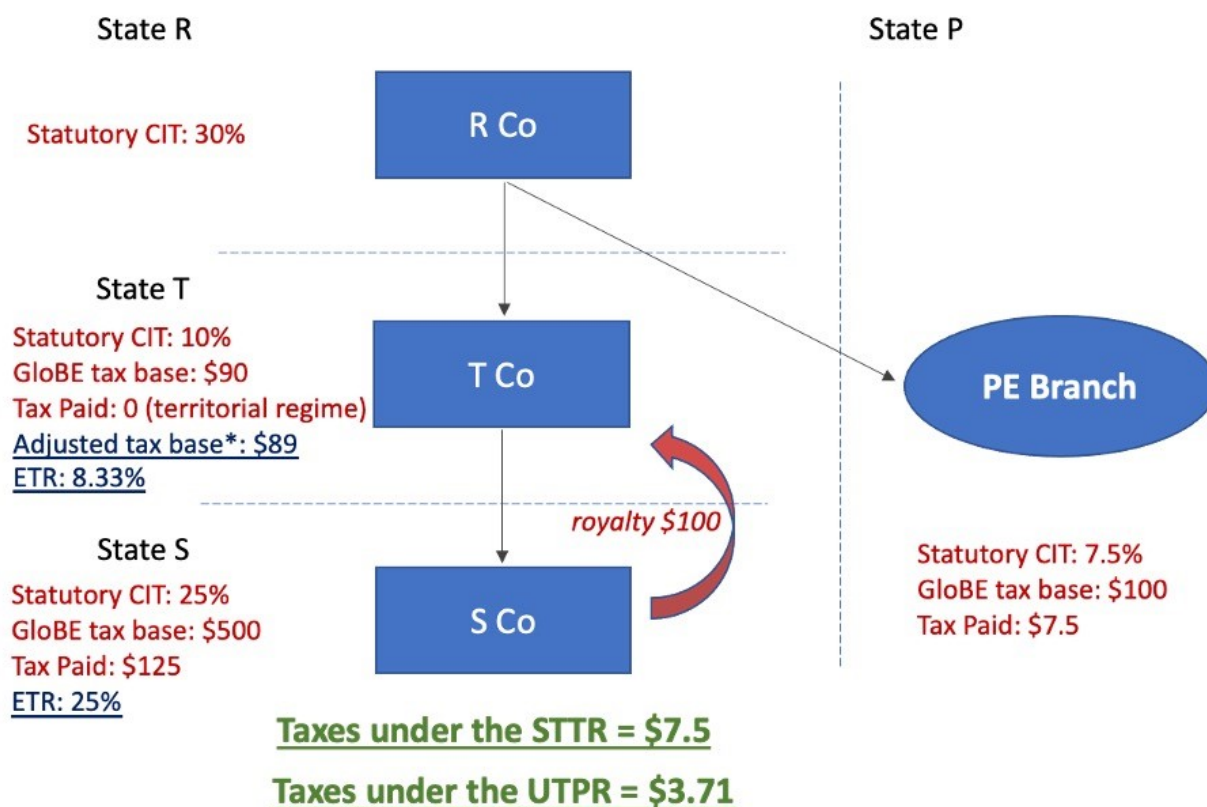 State R
State P
Statutory CIT: 30%
R Co
State T
Statutory CIT: 10%
GloBE tax base: $90
Tax Paid: 0 (territorial regime)
Adjusted tax base*: $89
ETR: 8.33%
T Co
PE Branch
royalty $100
State S
Statutory CIT: 25%
GloBE tax base: $500
Tax Paid: $125
ETR: 25%
S Co
Statutory CIT: 7.5%
GloBE tax base: $100
Tax Paid: $7.5
Taxes under the STTR = $7.5
Taxes under the UTPR = $3.71